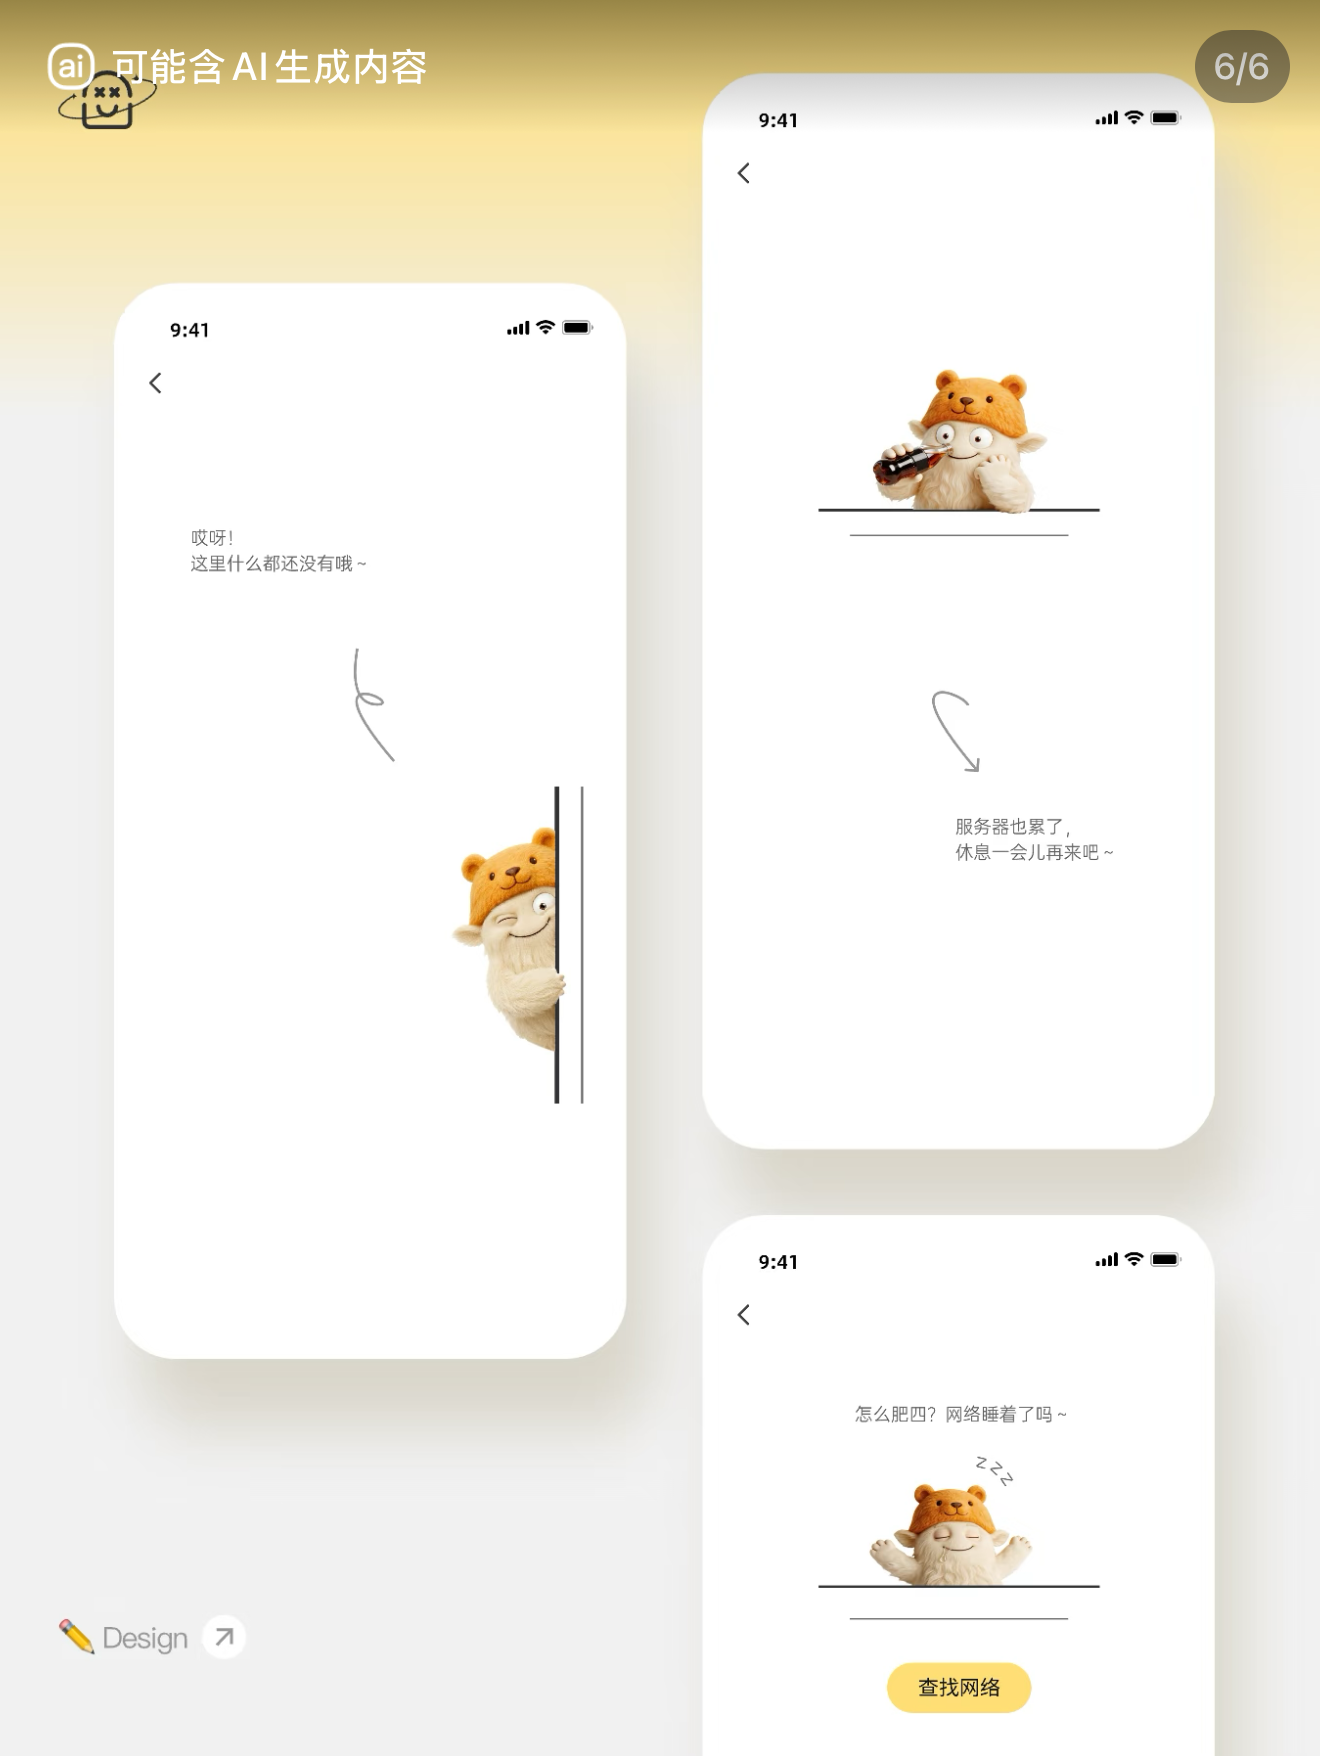 ai 可能含AI生成内容
6/6
9:41
哎呀！
这里什么都还没有哦~
9:41
服务器也累了，
休息一会儿再来吧~
9:41
怎么肥四？网络睡着了吗~
zzz
查找网络
Design